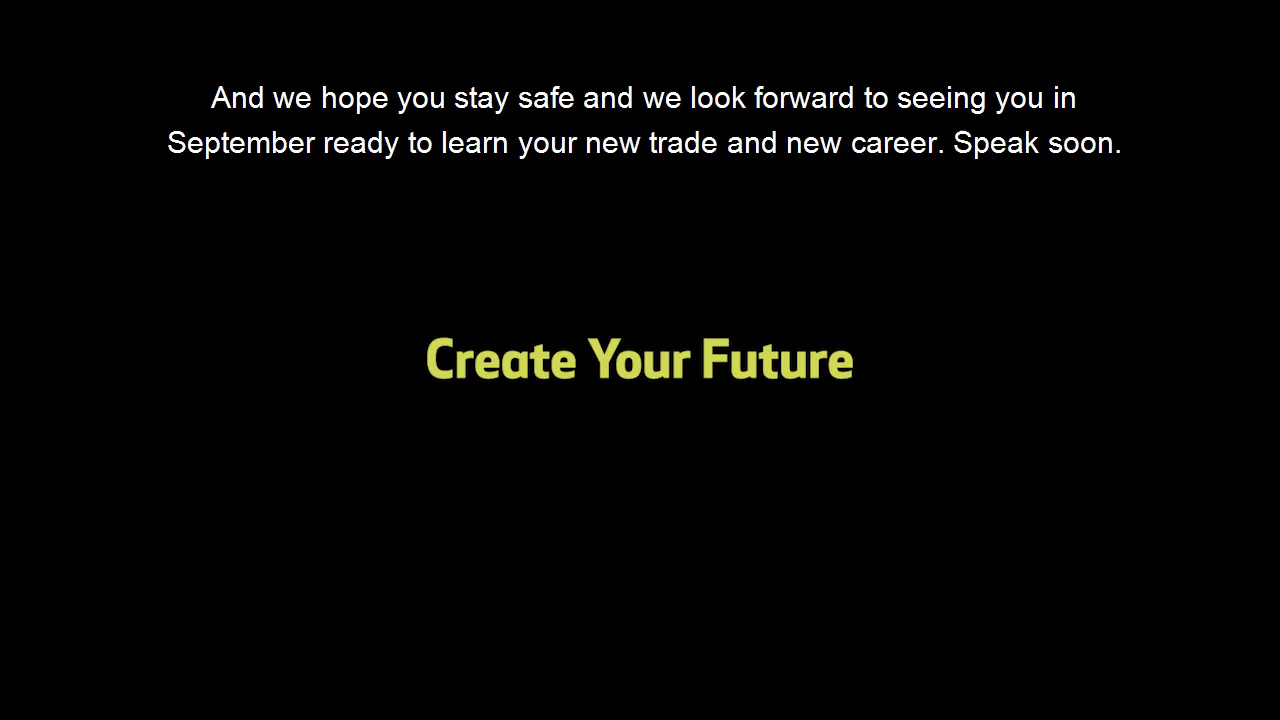 And we hope you stay safe and we look forward to seeing you in
September ready to learn your new trade and new career. Speak soon.
Create Your Future